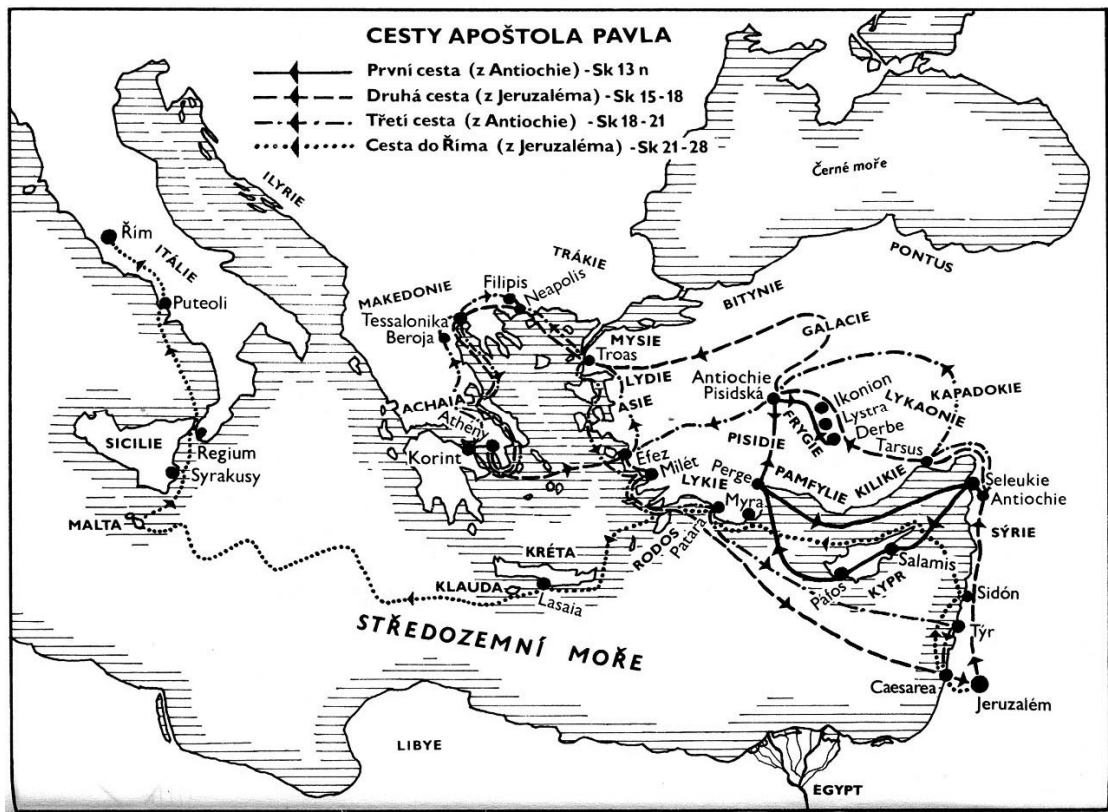 CESTY APOŠTOLA PAVLA
První cesta (z Antiochie) - Sk 13 n
Druhá cesta (z Jeruzaléma) - Sk 15-18
Třetí cesta (z Antiochie) - Sk 18-21
Cesta do Říma (z Jeruzaléma) - Sk 21-28
Černé moře
ILYRIE
Řím
ITÁLIE
Puteoli
PONTUS
TRÁKIE
BITYNIE
Filipis
Neapolis
MAKEDONIE
Tessalonika
Beroja
MYSIE
Troas
GALACIE
LYDIE
ASIE
Antiochie
Pisidská
Ikonion
Lystra
Derbe
LYKAONIE
KAPADOKIE
FRYGIE
Tarsus
ACHAIA
Athény
Korint
SICILIE
Regium
Syrakusy
PISIDIE
Efez
Milét
Perge
PAMFYLIE
KILIKIE
LYKIE
Myra
Seleukie
Antiochie
SÝRIE
MALTA
RODOS
Patara
KRÉTA
KLAUDA
Lasaia
Salamis
Páfos
KYPR
Sidón
Týr
STŘEDOZEMNÍ MOŘE
Caesarea
Jeruzalém
LIBYE
EGYPT